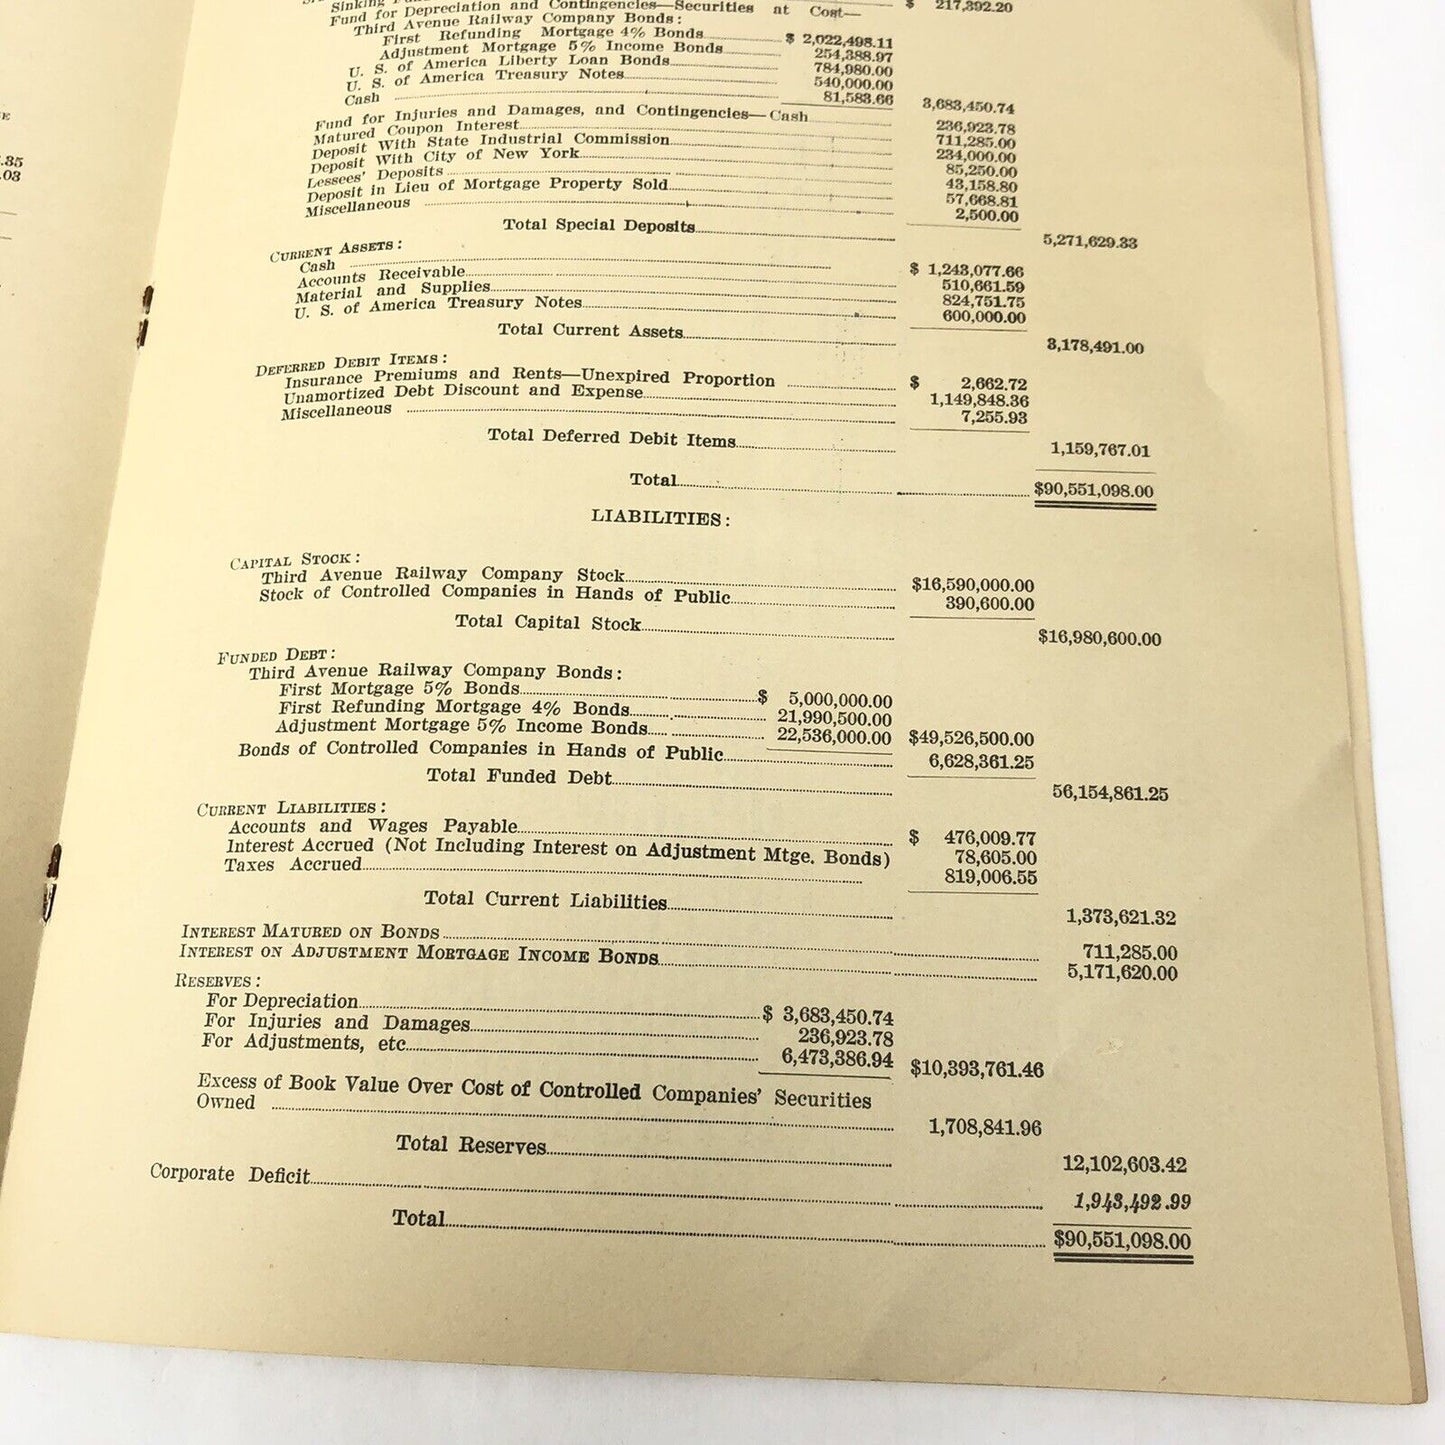 E
.35
.03
Sinking $ 217,392.20
Fund for Depreciation and Contingencies—Securities at Cost—
Third Avenue Railway Company Bonds:
First Refunding Mortgage 4% Bonds $ 2,022,498.11
Adjustment Mortgage 5% Income Bonds 254,388.97
U. S. of America Liberty Loan Bonds 784,980.00
U. S. of America Treasury Notes 540,000.00
Cash 81,583.66 3,683,450.74
Fund for Injuries and Damages, and Contingencies—Cash 236,923.78
Matured Coupon Interest 711,285.00
Deposit With State Industrial Commission 234,000.00
Deposit With City of New York 85,250.00
Lessees' Deposits 43,158.80
Deposit in Lieu of Mortgage Property Sold 57,668.81
Miscellaneous 2,500.00
Total Special Deposits 5,271,629.33
CURRENT ASSETS:
Cash $ 1,243,077.66
Accounts Receivable 510,661.59
Material and Supplies 824,751.75
U. S. of America Treasury Notes 600,000.00
Total Current Assets 3,178,491.00
DEFERRED DEBIT ITEMS:
Insurance Premiums and Rents—Unexpired Proportion $ 2,662.72
Unamortized Debt Discount and Expense 1,149,848.36
Miscellaneous 7,255.93
Total Deferred Debit Items 1,159,767.01
Total $90,551,098.00
LIABILITIES:
CAPITAL STOCK:
Third Avenue Railway Company Stock $16,590,000.00
Stock of Controlled Companies in Hands of Public 390,600.00
Total Capital Stock $16,980,600.00
FUNDED DEBT:
Third Avenue Railway Company Bonds:
First Mortgage 5% Bonds $ 5,000,000.00
First Refunding Mortgage 4% Bonds 21,990,500.00
Adjustment Mortgage 5% Income Bonds 22,536,000.00 $49,526,500.00
Bonds of Controlled Companies in Hands of Public 6,628,361.25
Total Funded Debt 56,154,861.25
CURRENT LIABILITIES:
Accounts and Wages Payable $ 476,009.77
Interest Accrued (Not Including Interest on Adjustment Mtge. Bonds) 78,605.00
Taxes Accrued 819,006.55
Total Current Liabilities 1,373,621.32
INTEREST MATURED ON BONDS 711,285.00
INTEREST ON ADJUSTMENT MORTGAGE INCOME BONDS 5,171,620.00
RESERVES:
For Depreciation $ 3,683,450.74
For Injuries and Damages 236,923.78
For Adjustments, etc 6,473,386.94 $10,393,761.46
Excess of Book Value Over Cost of Controlled Companies' Securities
Owned 1,708,841.96
Total Reserves 12,102,603.42
Corporate Deficit 1,943,492.99
Total $90,551,098.00